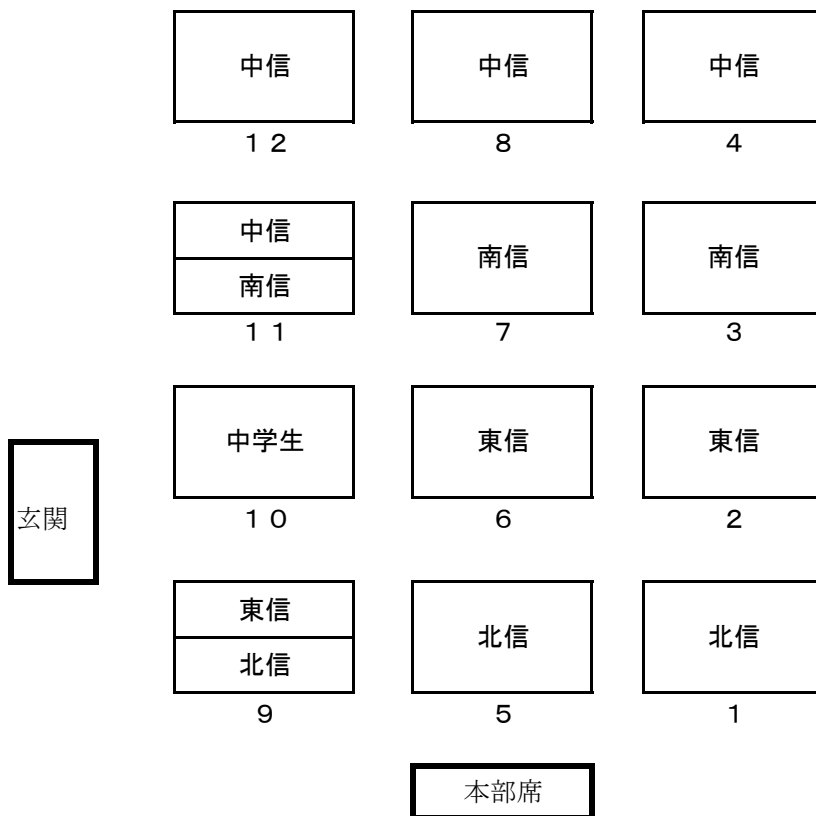 中信 中信 中信
１２ ８ ４
中信
南信 南信
南信
１１ ７ ３
中学生 東信 東信
玄関
１０ ６ ２
東信
北信 北信
北信
９ ５ １
本部席